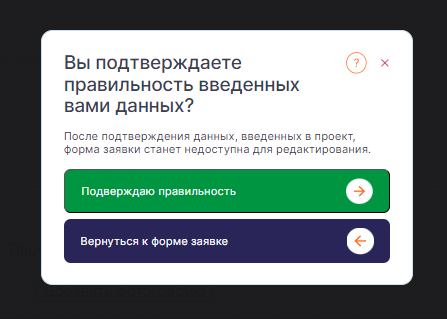 Вы подтверждаете
правильность введенных
вами данных?
?
После подтверждения данных, введенных в проект,
форма заявки станет недоступна для редактирования.
Подверждаю правильность
Вернуться к форме заявке